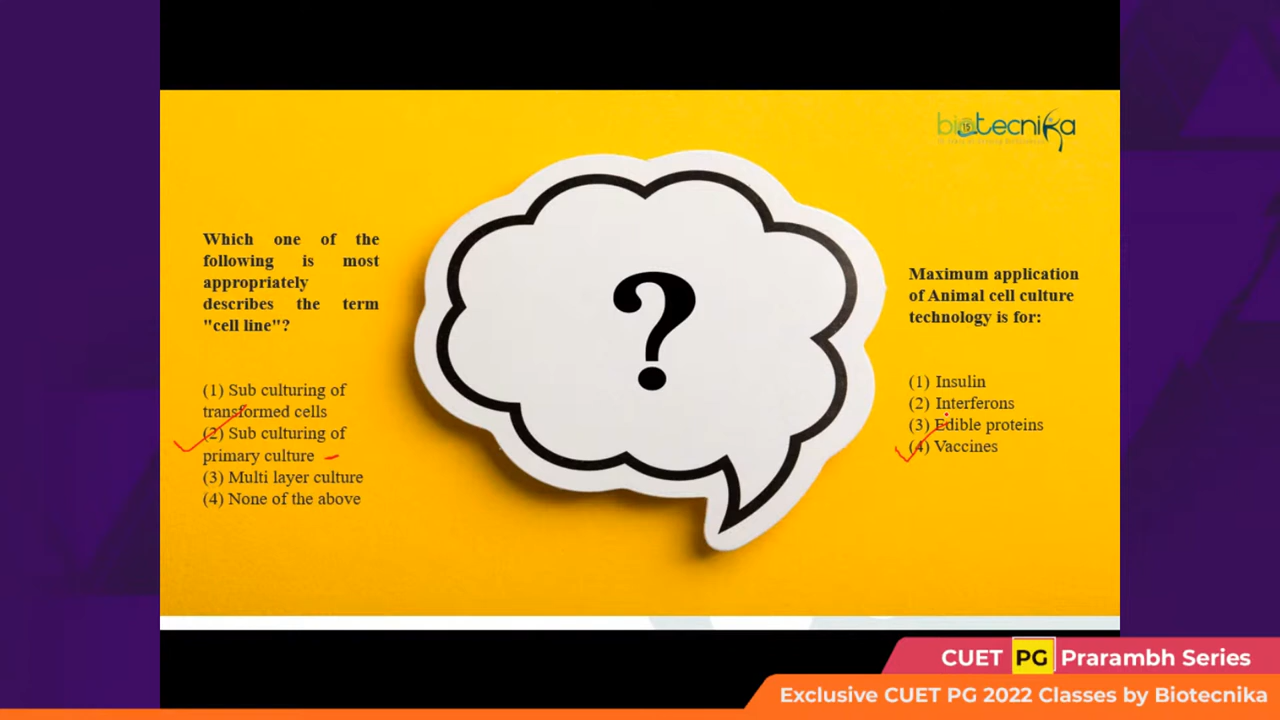 biotecnika
15
Which one of the
following is most
appropriately
describes the term
"cell line"?
(1) Sub culturing of
transformed cells
(2) Sub culturing of
primary culture
(3) Multi layer culture
(4) None of the above
?
Maximum application
of Animal cell culture
technology is for:
(1) Insulin
(2) Interferons
(3) Edible proteins
(4) Vaccines
CUET PG Prarambh Series
Exclusive CUET PG 2022 Classes by Biotecnika